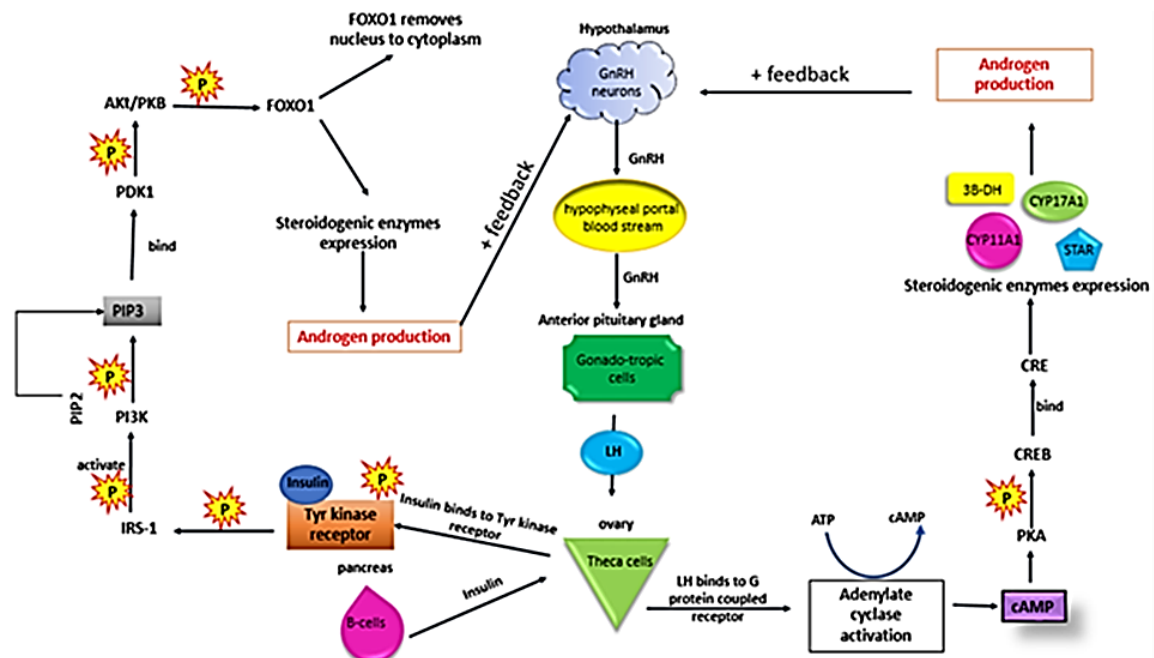 FOXO1 removes
nucleus to cytoplasm
P
AKt/PKB
FOXO1
P
PDK1
bind
PIP3
P
PIP2
PI3K
activate
P
IRS-1
P
Steroidogenic enzymes
expression
Androgen production
+ feedback
Hypothalamus
GnRH
neurons
GnRH
hypophyseal portal
blood stream
GnRH
Anterior pituitary gland
Gonado-tropic
cells
LH
ovary
Theca cells
Insulin
P
Tyr kinase
receptor
Insulin binds to Tyr kinase
receptor
pancreas
B-cells
Insulin
LH binds to G
protein coupled
receptor
ATP
cAMP
Adenylate
cyclase
activation
cAMP
PKA
P
CREB
bind
CRE
Steroidogenic enzymes expression
3B-DH
CYP17A1
CYP11A1
STAR
Androgen
production
+ feedback